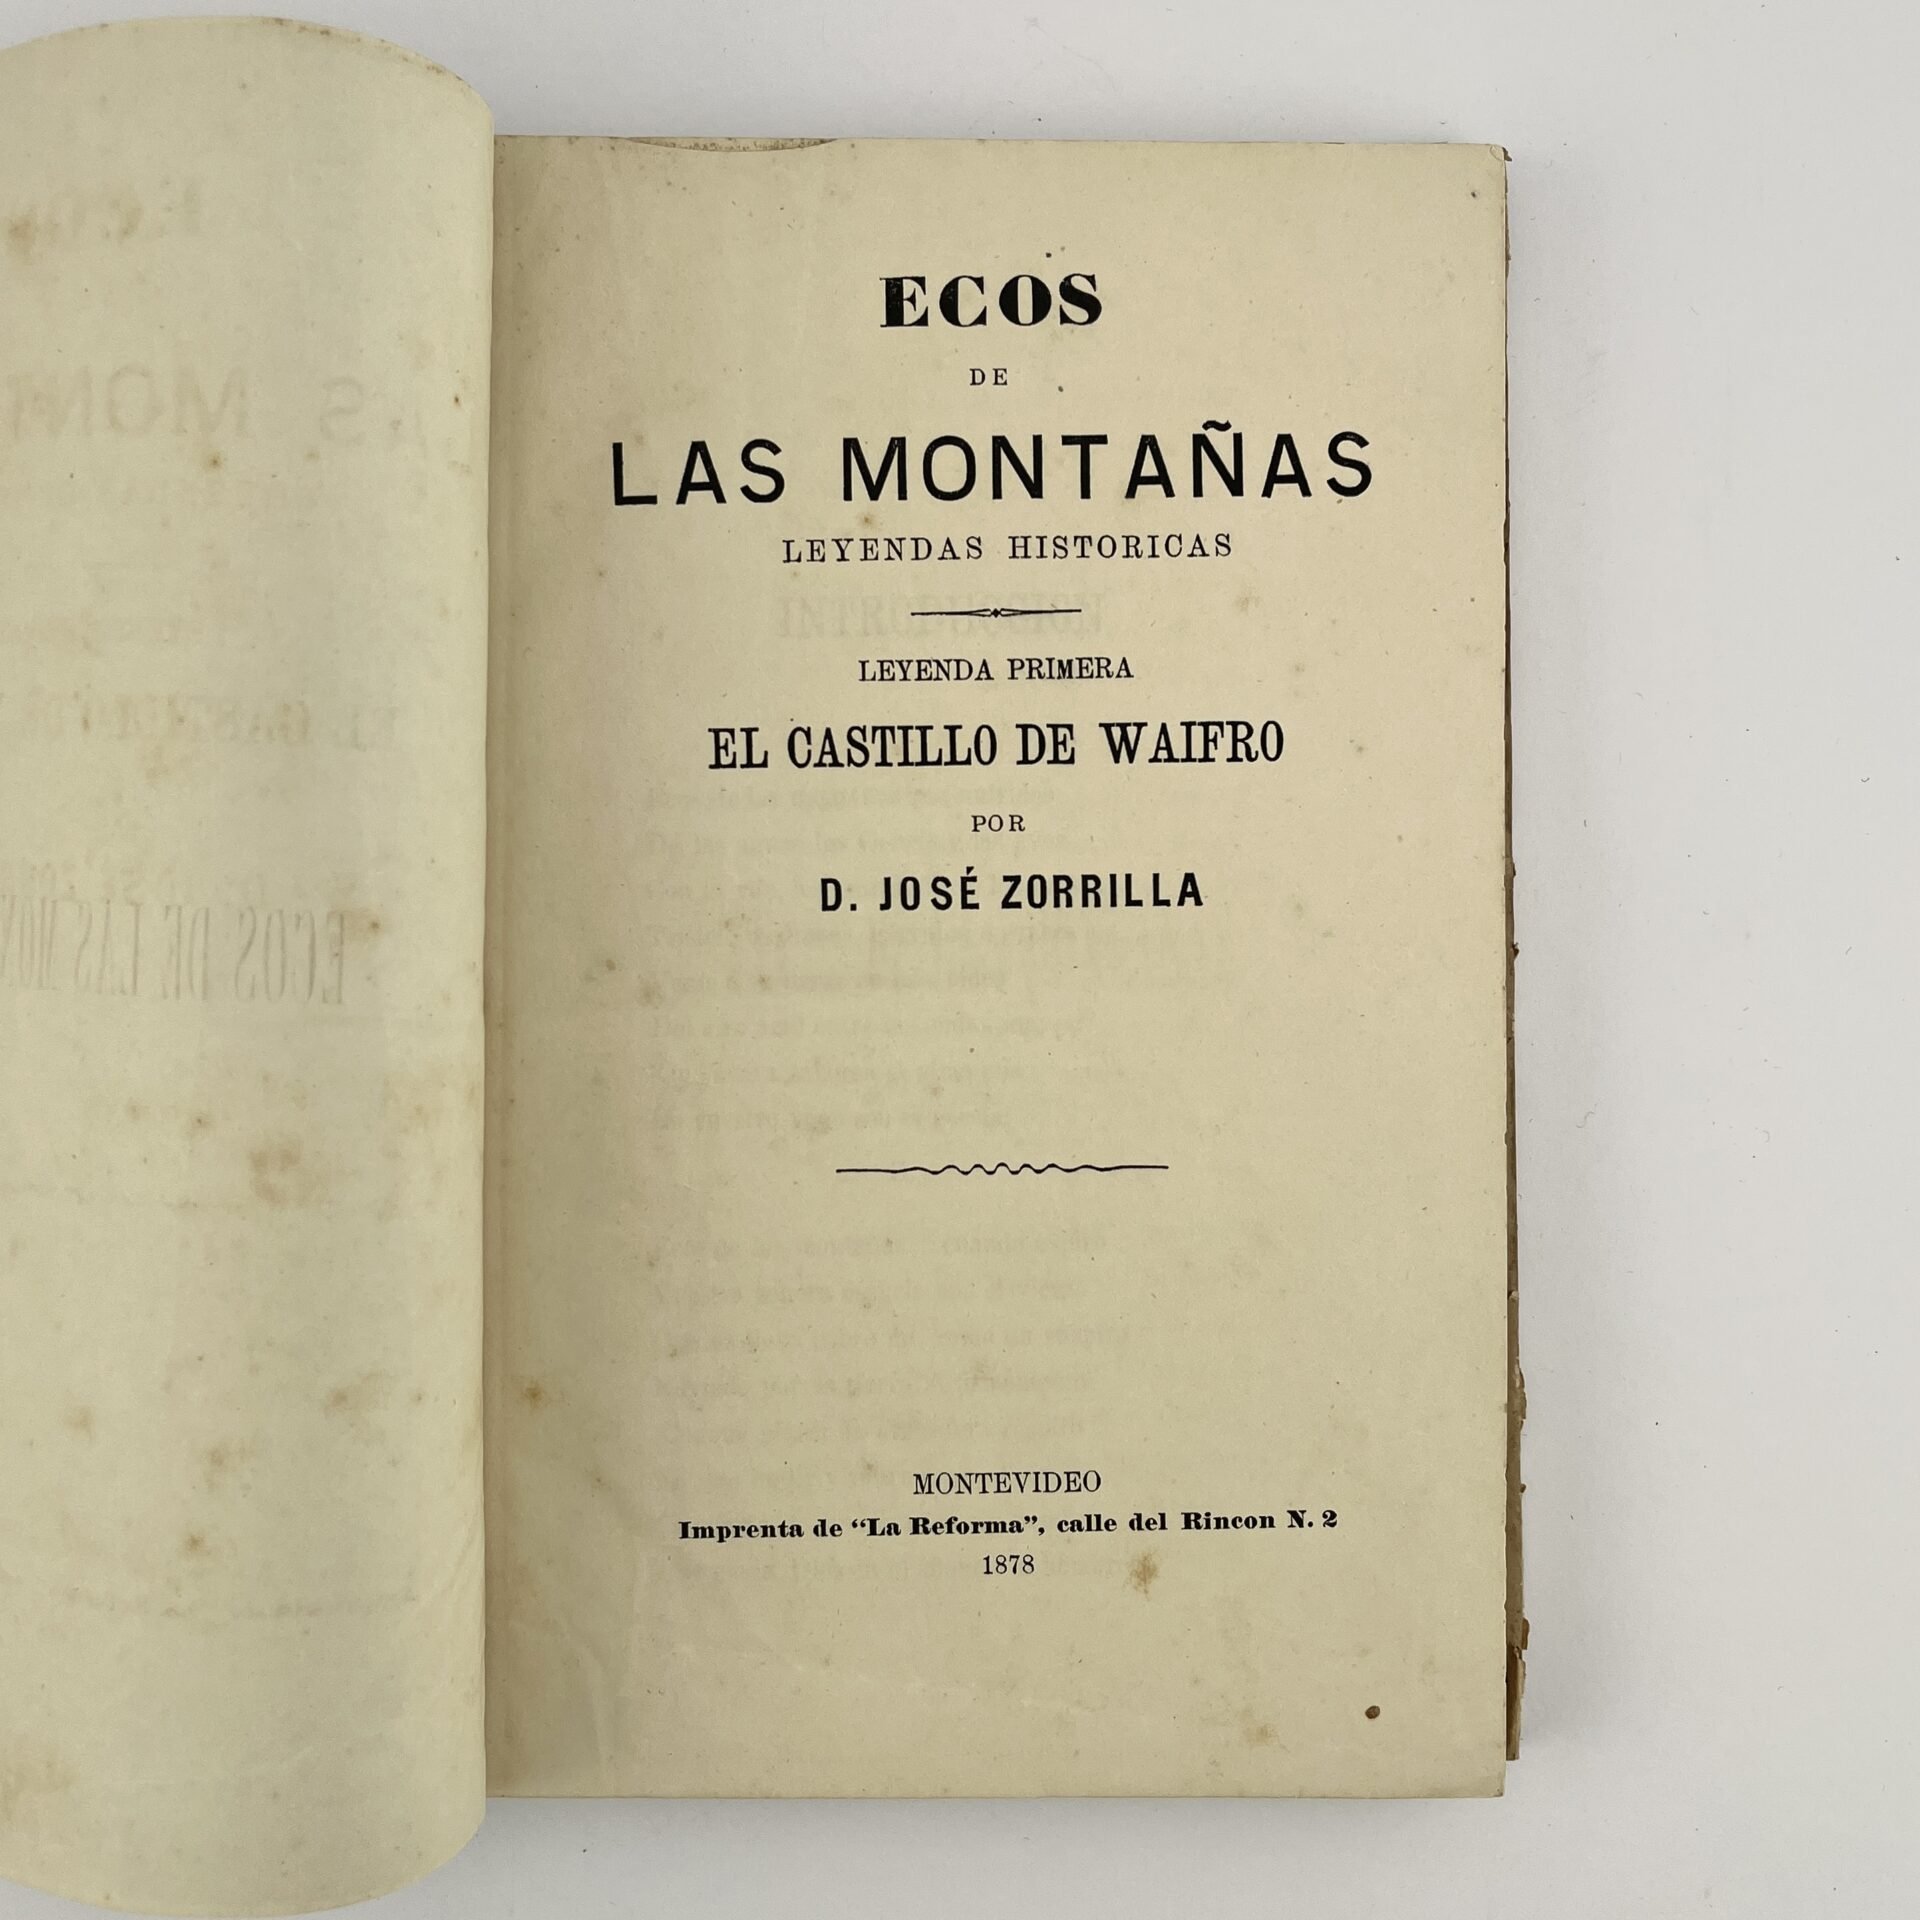 ECOS
DE
LAS MONTAÑAS
LEYENDAS HISTORICAS
LEYENDA PRIMERA
EL CASTILLO DE WAIFRO
POR
D. JOSÉ ZORRILLA
MONTEVIDEO
Imprenta de “La Reforma”, calle del Rincon N. 2
1878